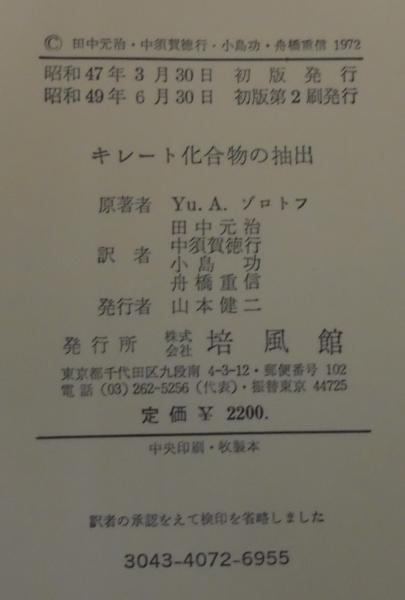 © 田中元治・中須賀徳行・小島功・舟橋重信 1972
昭和47年 3月30日 初版発行
昭和49年 6月30日 初版第2刷発行
キレート化合物の抽出
原著者 Yu. A. ゾロトフ
田中元治
訳者 中須賀徳行
小島功
舟橋重信
発行者 山本健二
発行所 株式会社 培風館
東京都千代田区九段南 4-3-12・郵便番号 102
電話 (03) 262-5256 (代表)・振替東京 44725
定価 ¥ 2200.
中央印刷・牧製本
訳者の承認をえて検印を省略しました
3043-4072-6955